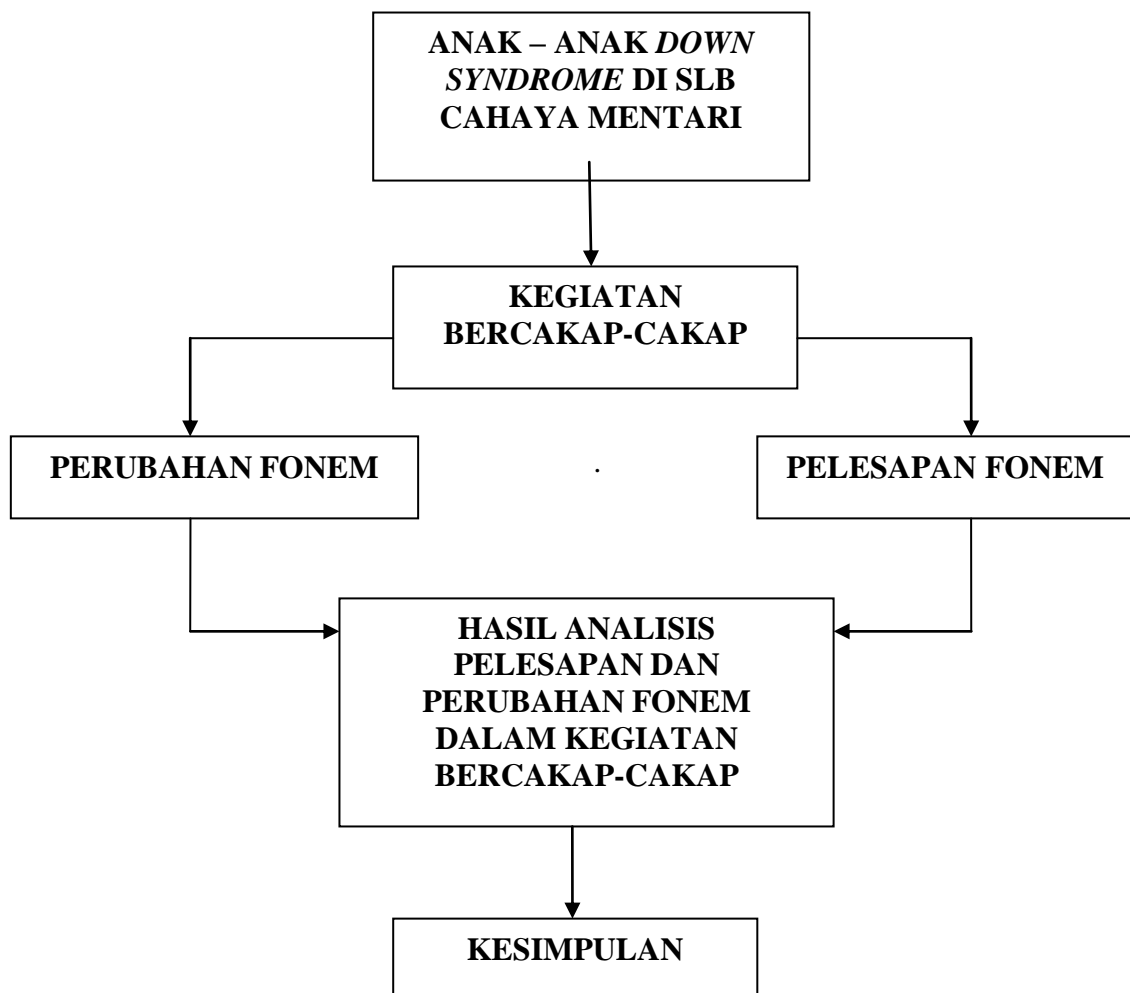 ANAK – ANAK DOWN
SYNDROME DI SLB
CAHAYA MENTARI
KEGIATAN
BERCAKAP-CAKAP
PERUBAHAN FONEM
.
PELESAPAN FONEM
HASIL ANALISIS
PELESAPAN DAN
PERUBAHAN FONEM
DALAM KEGIATAN
BERCAKAP-CAKAP
KESIMPULAN